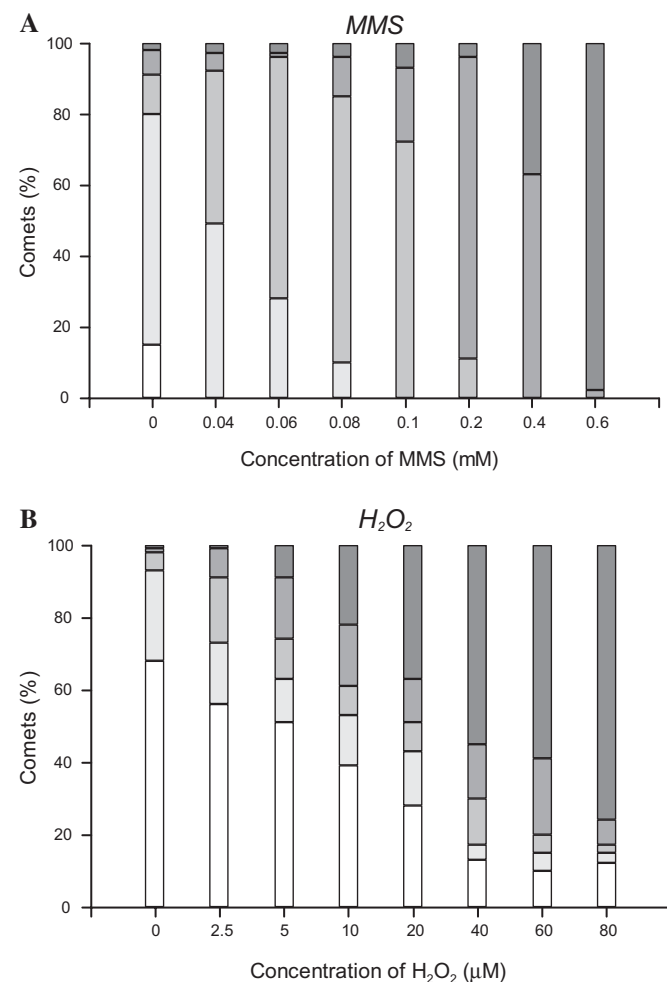 A
MMS
100
80
60
40
20
0
Comets (%)
0 0.04 0.06 0.08 0.1 0.2 0.4 0.6
Concentration of MMS (mM)
B
H₂O₂
100
80
60
40
20
0
Comets (%)
0 2.5 5 10 20 40 60 80
Concentration of H₂O₂ (μM)